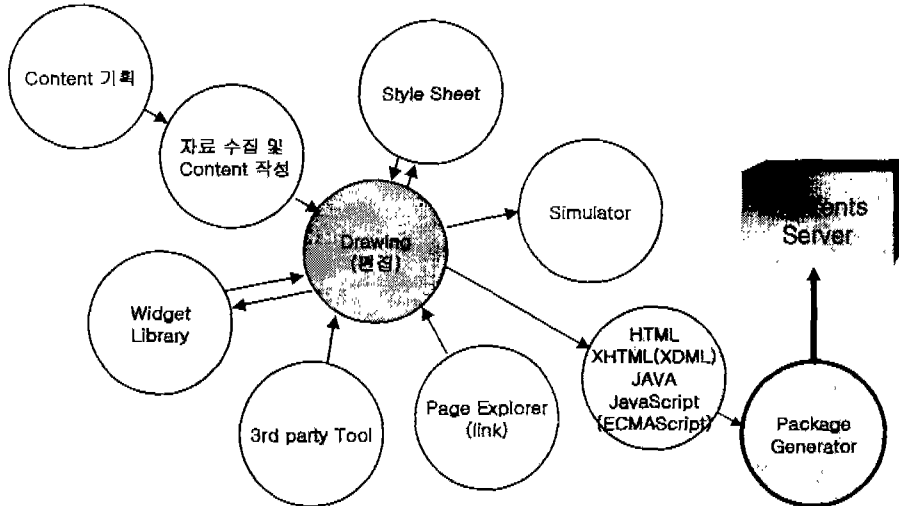 Content 기획
Style Sheet
자료 수집 및
Content 작성
Simulator
Server
Drawing
(편집)
Widget
Library
HTML
XHTML(XDML)
JAVA
JavaScript
(ECMAScript)
3rd party Tool
Page Explorer
(link)
Package
Generator